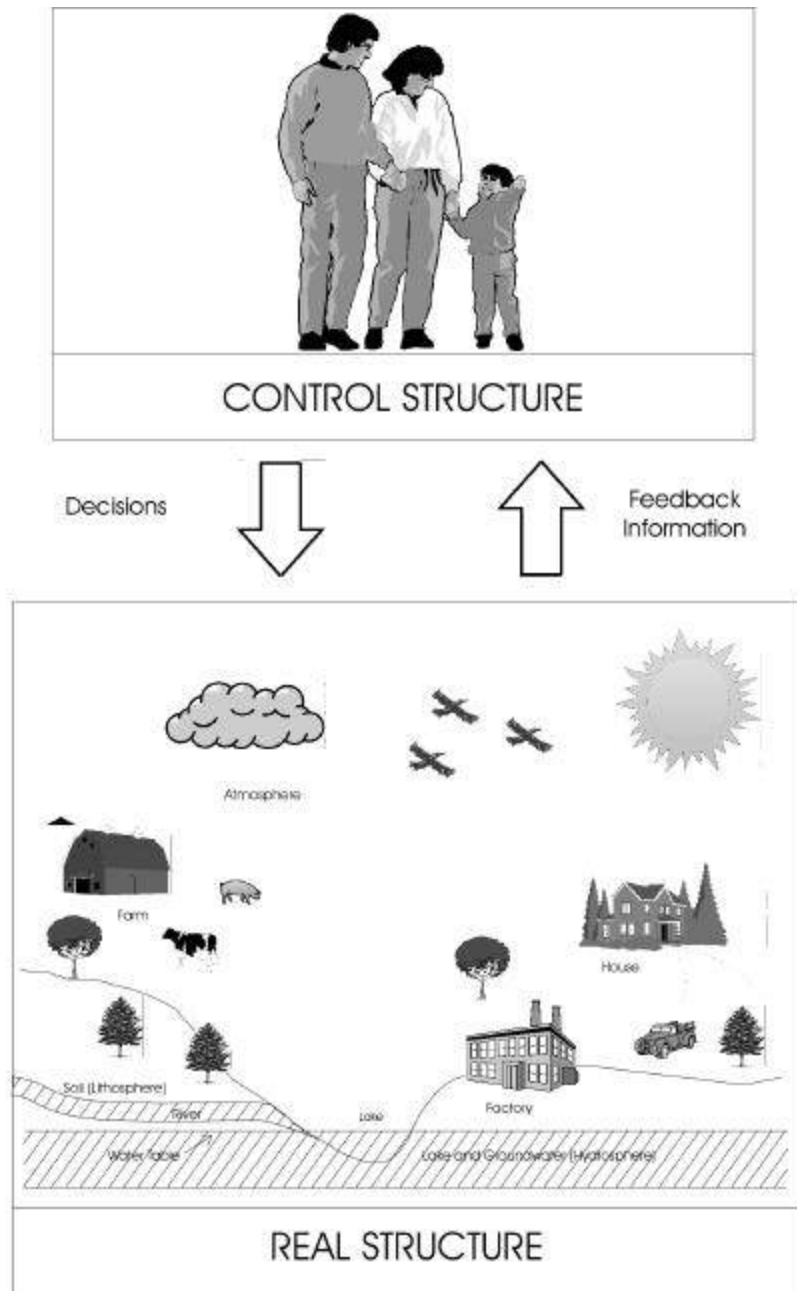 CONTROL STRUCTURE
Decisions
Feedback
Information
Atmosphere
Farm
House
Soil (Lithosphere)
Factory
Lake
Water Table
Lake and Groundwater (Hydrosphere)
REAL STRUCTURE